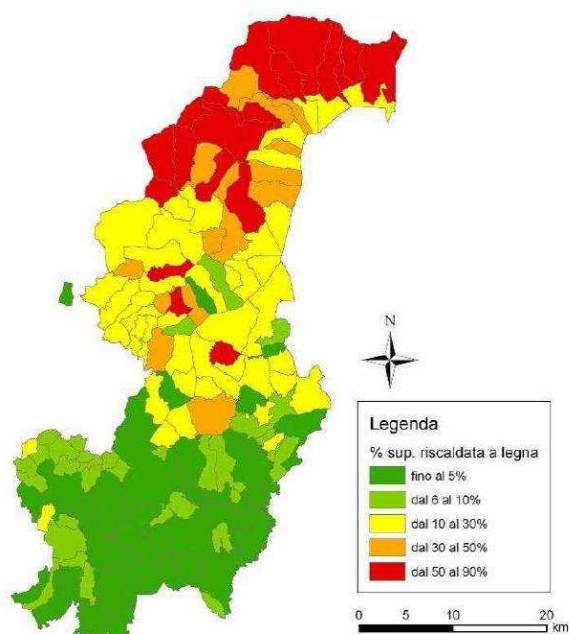 N
Legenda
% sup. riscaldata a legna
fino al 5%
dal 6 al 10%
dal 10 al 30%
dal 30 al 50%
dal 50 al 90%
0 5 10 20
km